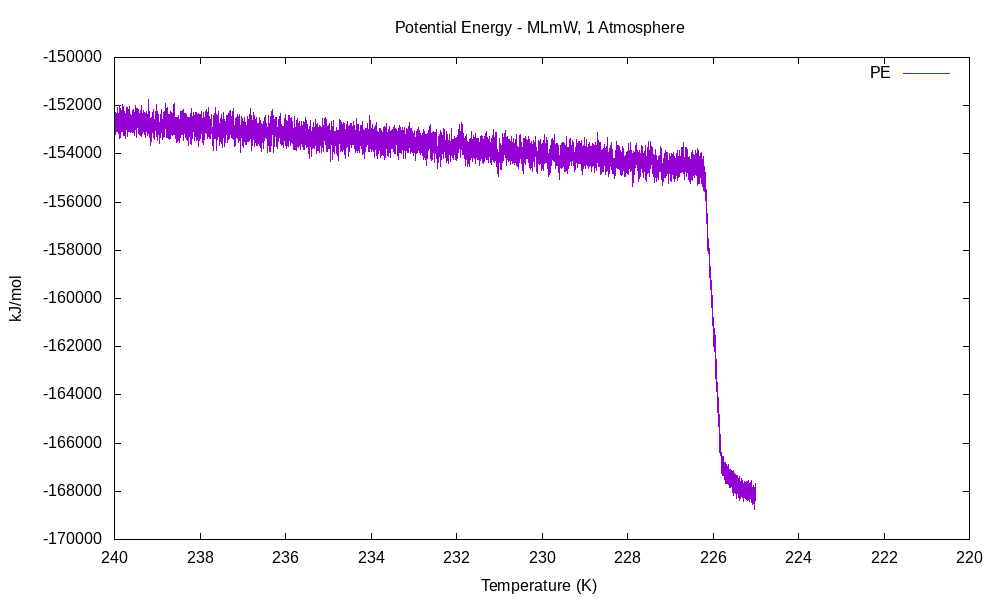 Potential Energy - MLmW, 1 Atmosphere
PE
-150000
-152000
-154000
-156000
-158000
-160000
-162000
-164000
-166000
-168000
-170000
kJ/mol
240 238 236 234 232 230 228 226 224 222 220
Temperature (K)